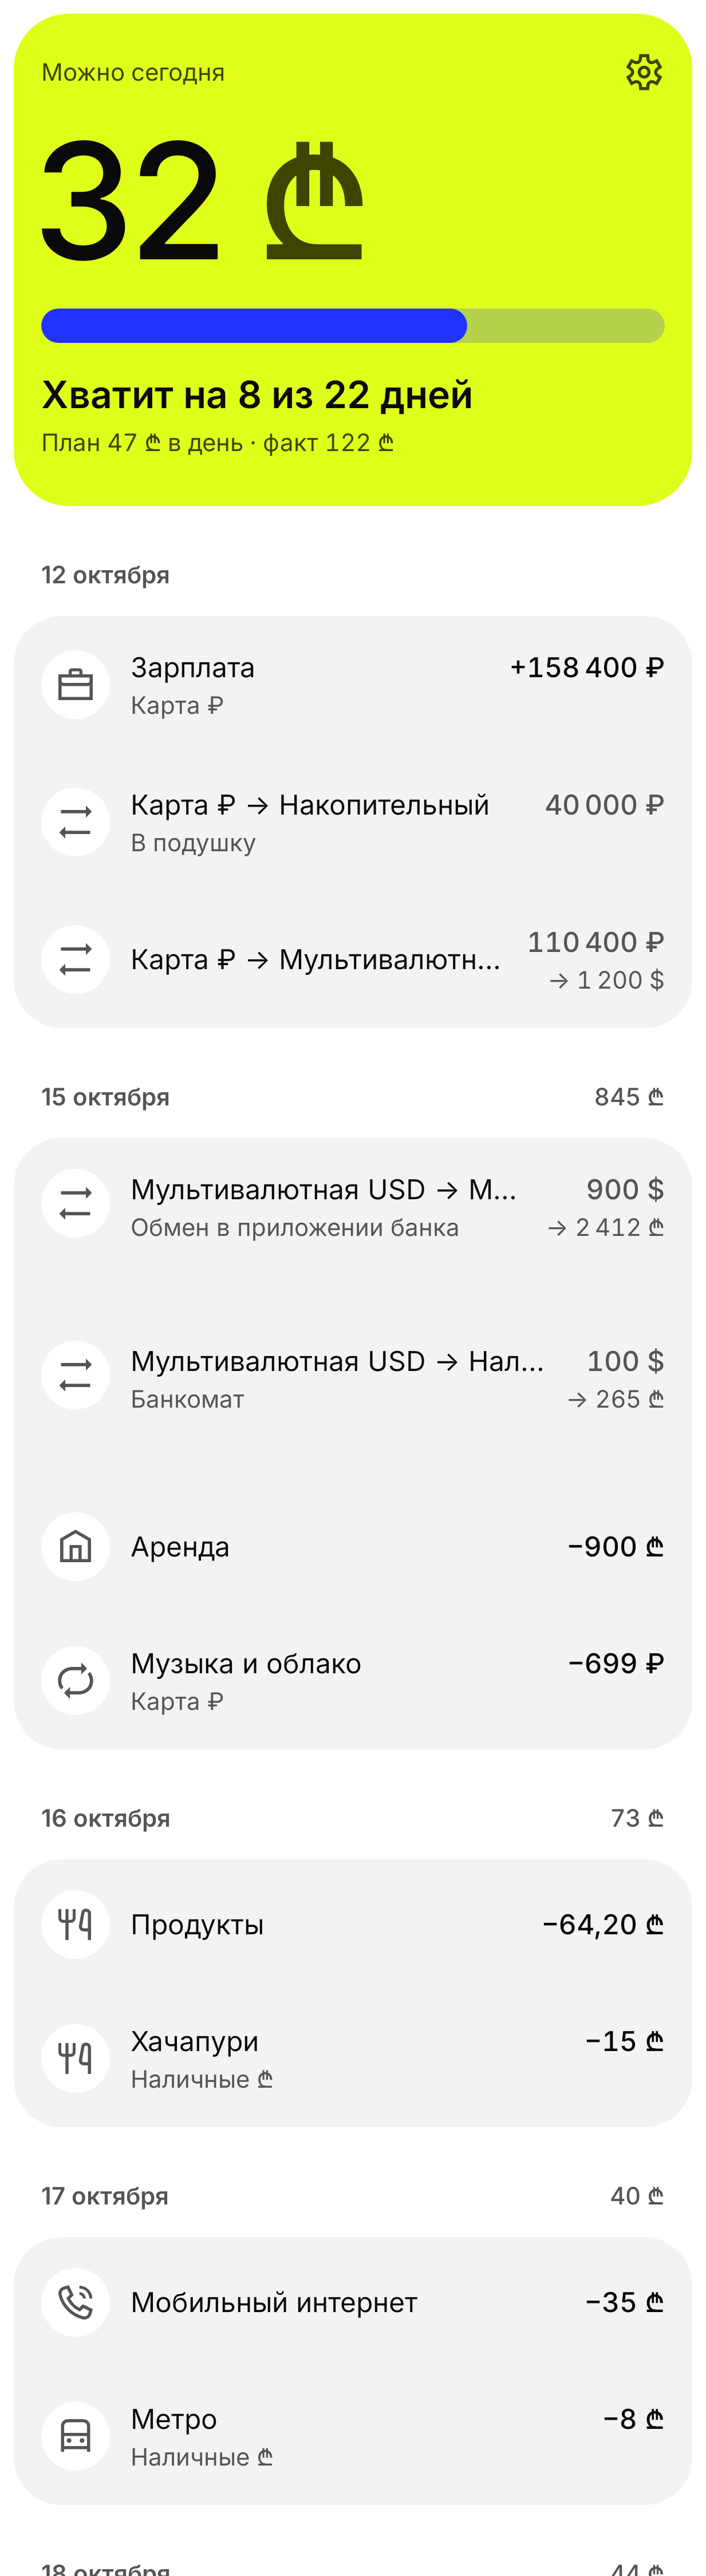 Можно сегодня
32 ₾
Хватит на 8 из 22 дней
План 47 ₾ в день · факт 122 ₾
12 октября
Зарплата
+158 400 ₽
Карта ₽
Карта ₽ → Накопительный
40 000 ₽
В подушку
Карта ₽ → Мультивалютн...
110 400 ₽
→ 1 200 $
15 октября
845 ₾
Мультивалютная USD → М...
900 $
Обмен в приложении банка
→ 2 412 ₾
Мультивалютная USD → Нал...
100 $
Банкомат
→ 265 ₾
Аренда
−900 ₾
Музыка и облако
−699 ₽
Карта ₽
16 октября
73 ₾
Продукты
−64,20 ₾
Хачапури
−15 ₾
Наличные ₾
17 октября
40 ₾
Мобильный интернет
−35 ₾
Метро
−8 ₾
Наличные ₾
18 октября
44 ₾